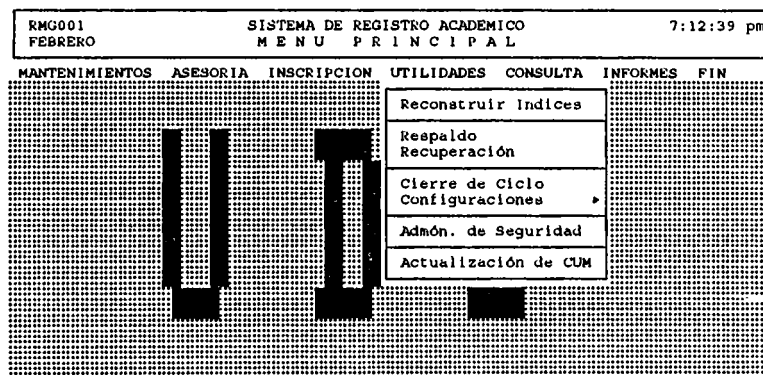 RMG001 SISTEMA DE REGISTRO ACADEMICO 7:12:39 pm
FEBRERO M E N U P R I N C I P A L
MANTENIMIENTOS ASESORIA INSCRIPCION UTILIDADES CONSULTA INFORMES FIN
Reconstruir Indices
Respaldo
Recuperación
Cierre de Ciclo
Configuraciones
Admón. de Seguridad
Actualización de CUM